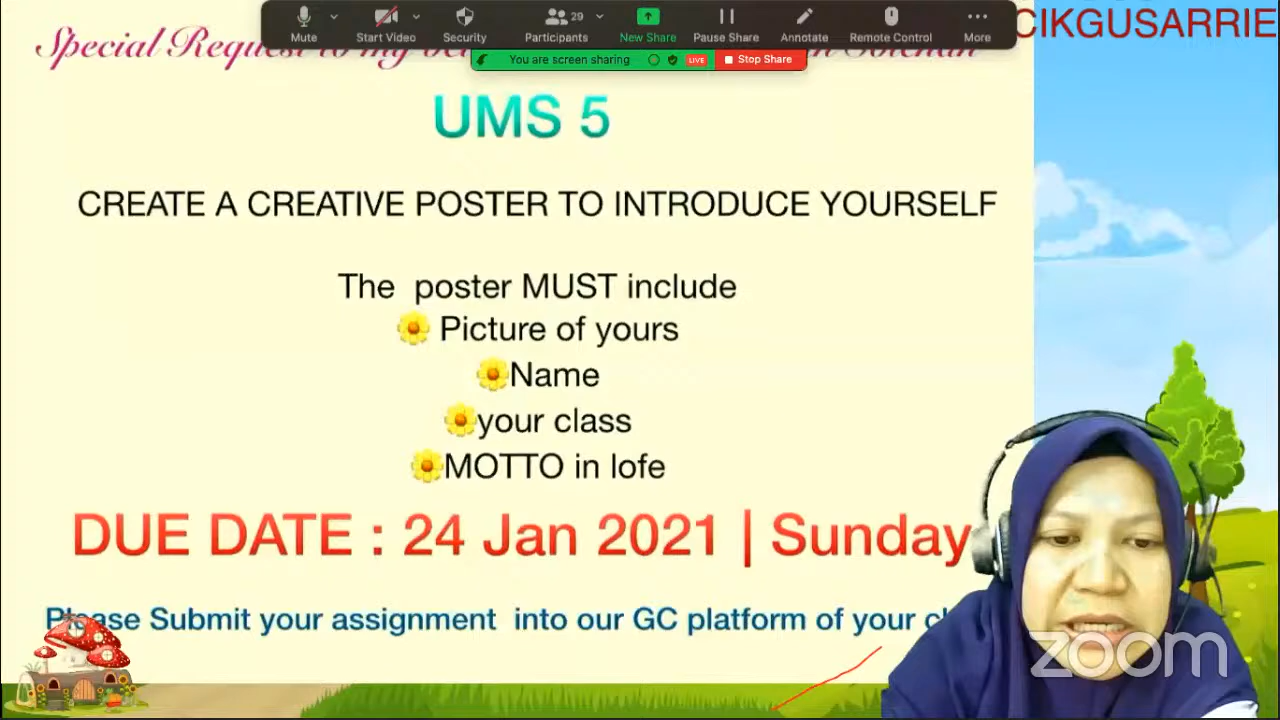 Mute
Start Video
Security
Participants
29
New Share
Pause Share
Annotate
Remote Control
More
CIKGUSARRIE
Special Request to my
You are screen sharing
LIVE
Stop Share
UMS 5
CREATE A CREATIVE POSTER TO INTRODUCE YOURSELF
The poster MUST include
Picture of yours
Name
your class
MOTTO in lofe
DUE DATE : 24 Jan 2021 | Sunday
Please Submit your assignment into our GC platform of your
zoom